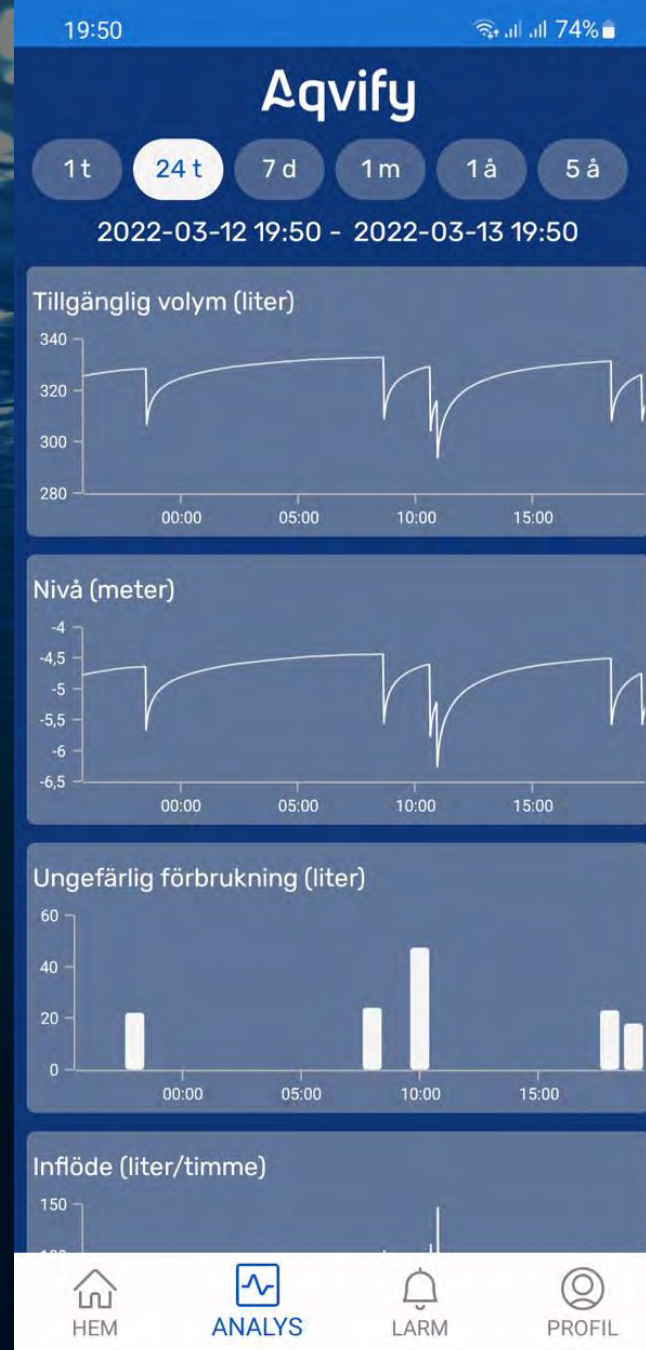 19:50 74%
Aqvify
1 t 24 t 7 d 1 m 1 å 5 å
2022-03-12 19:50 - 2022-03-13 19:50
Tillgänglig volym (liter)
340
320
300
280
00:00 05:00 10:00 15:00
Nivå (meter)
-4
-4,5
-5
-5,5
-6
-6,5
00:00 05:00 10:00 15:00
Ungefärlig förbrukning (liter)
60
40
20
0
00:00 05:00 10:00 15:00
Inflöde (liter/timme)
150
HEM ANALYS LARM PROFIL